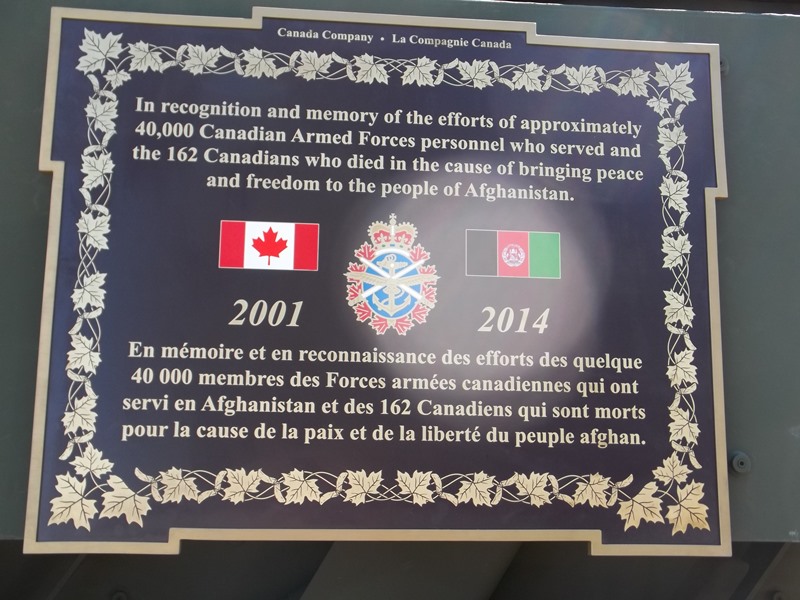 Canada Company • La Compagnie Canada
In recognition and memory of the efforts of approximately
40,000 Canadian Armed Forces personnel who served and
the 162 Canadians who died in the cause of bringing peace
and freedom to the people of Afghanistan.
2001 2014
En mémoire et en reconnaissance des efforts des quelque
40 000 membres des Forces armées canadiennes qui ont
servi en Afghanistan et des 162 Canadiens qui sont morts
pour la cause de la paix et de la liberté du peuple afghan.